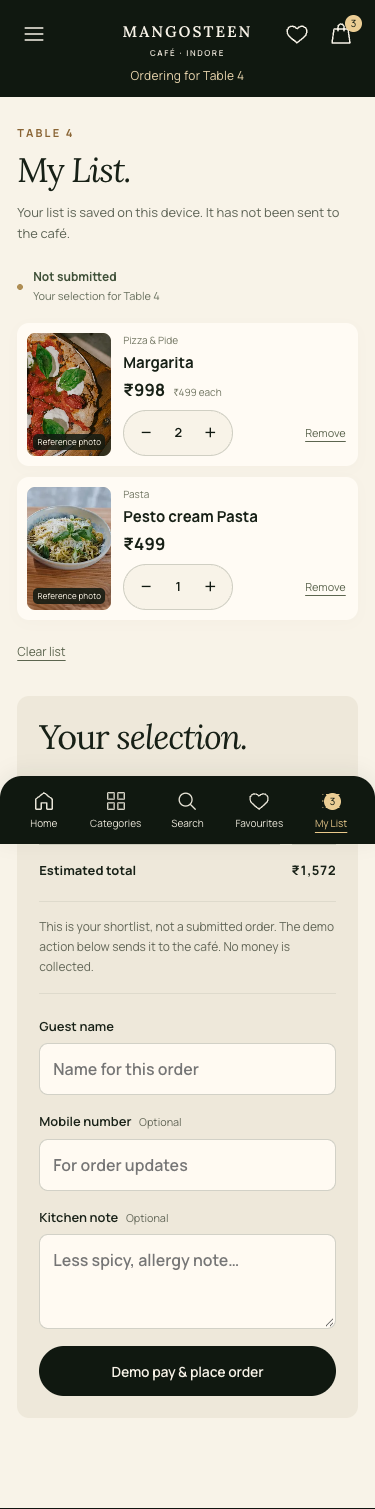 MANGOSTEEN
CAFÉ · INDORE
3
Ordering for Table 4
TABLE 4
My List.
Your list is saved on this device. It has not been sent to
the café.
Not submitted
Your selection for Table 4
Pizza & Pide
Margarita
₹998 ₹499 each
Reference photo
− 2 +
Remove
Pasta
Pesto cream Pasta
₹499
Reference photo
− 1 +
Remove
Clear list
Your selection.
3
Home
Categories
Search
Favourites
My List
Estimated total ₹1,572
This is your shortlist, not a submitted order. The demo
action below sends it to the café. No money is
collected.
Guest name
Name for this order
Mobile number Optional
For order updates
Kitchen note Optional
Less spicy, allergy note…
Demo pay & place order